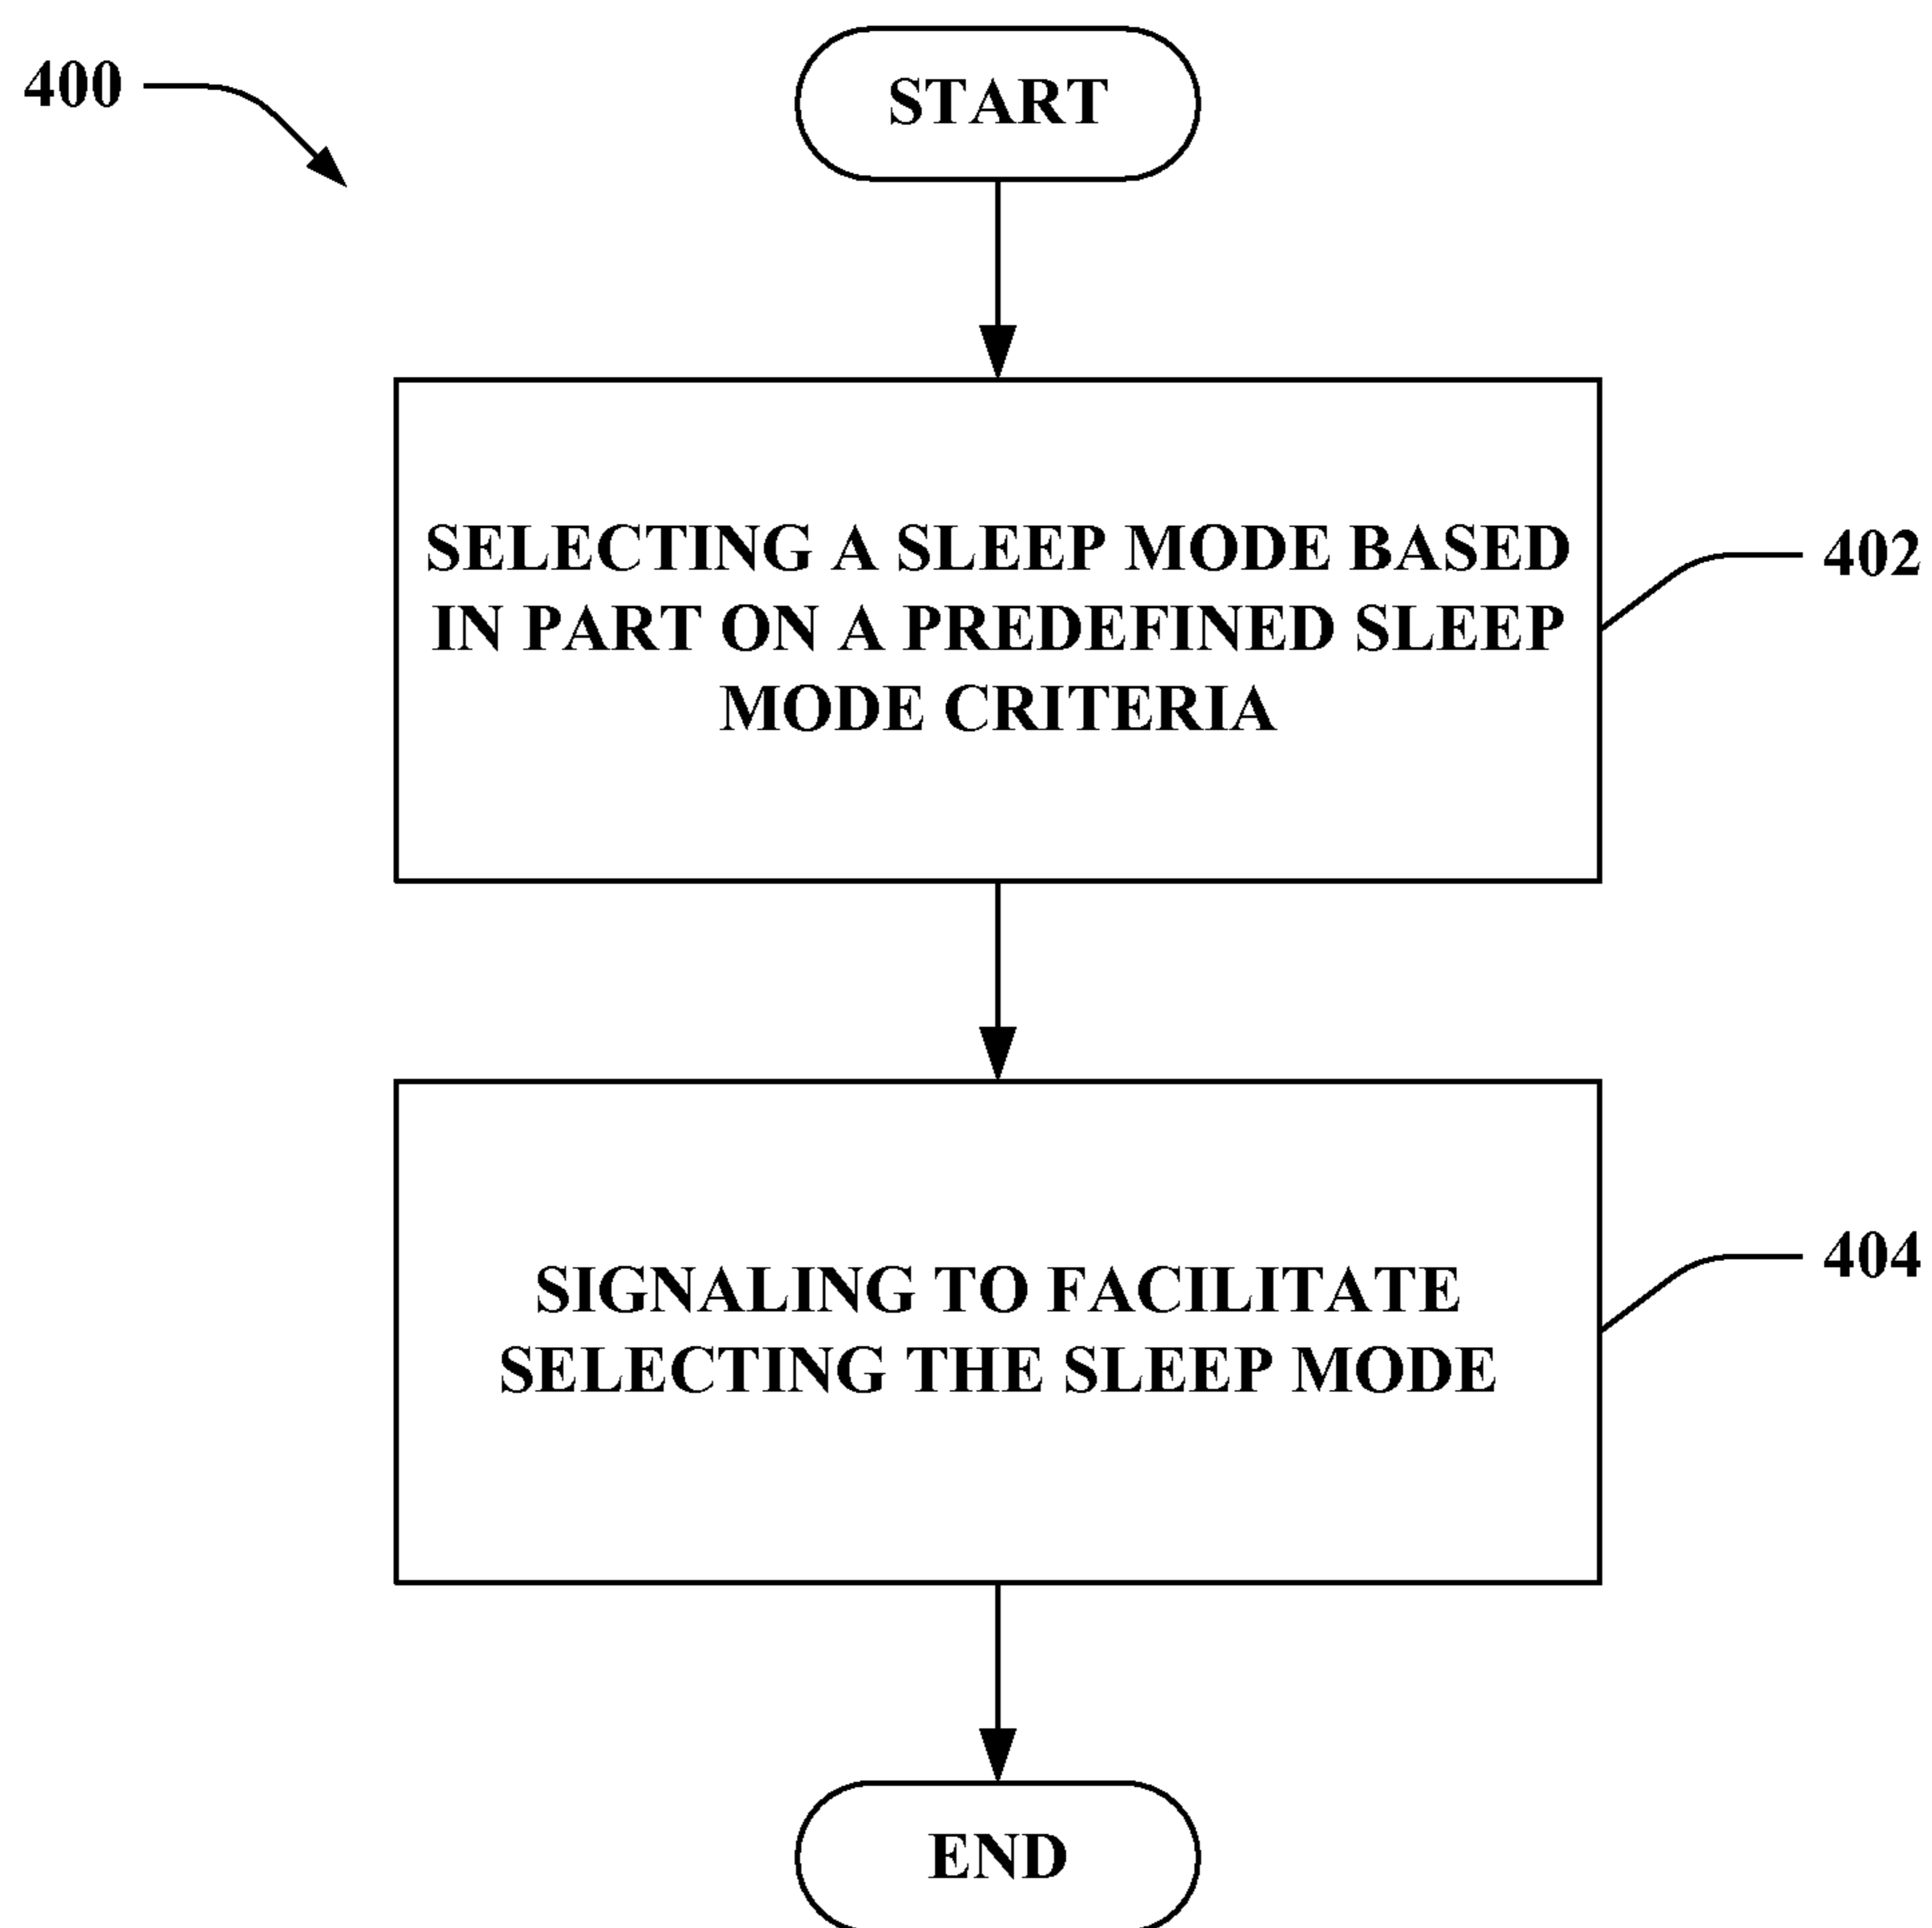 400
START
SELECTING A SLEEP MODE BASED
IN PART ON A PREDEFINED SLEEP
MODE CRITERIA
402
SIGNALING TO FACILITATE
SELECTING THE SLEEP MODE
404
END